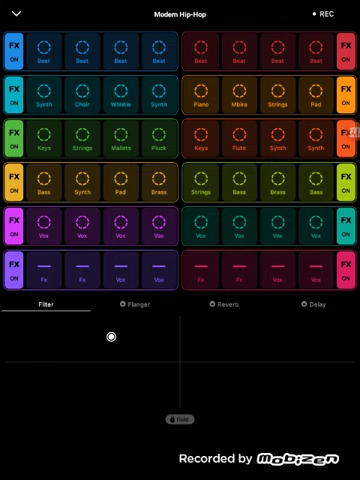 Modern Hip-Hop
REC
FX Beat Beat Beat Beat Beat Beat Beat Beat FX
ON ON
FX Synth Choir Whistle Synth Piano Mbira Strings Pad FX
ON ON
FX Keys Strings Mallets Pluck Keys Flute Synth Synth FX
ON ON
FX Bass Synth Pad Brass Strings Bass Brass Bass FX
ON ON
FX Vox Vox Vox Vox Vox Vox Vox Vox FX
ON ON
FX Fx Fx Vox Vox Fx Fx Vox Vox FX
ON ON
Filter Flanger Reverb Delay
Hold
Recorded by Mobizen